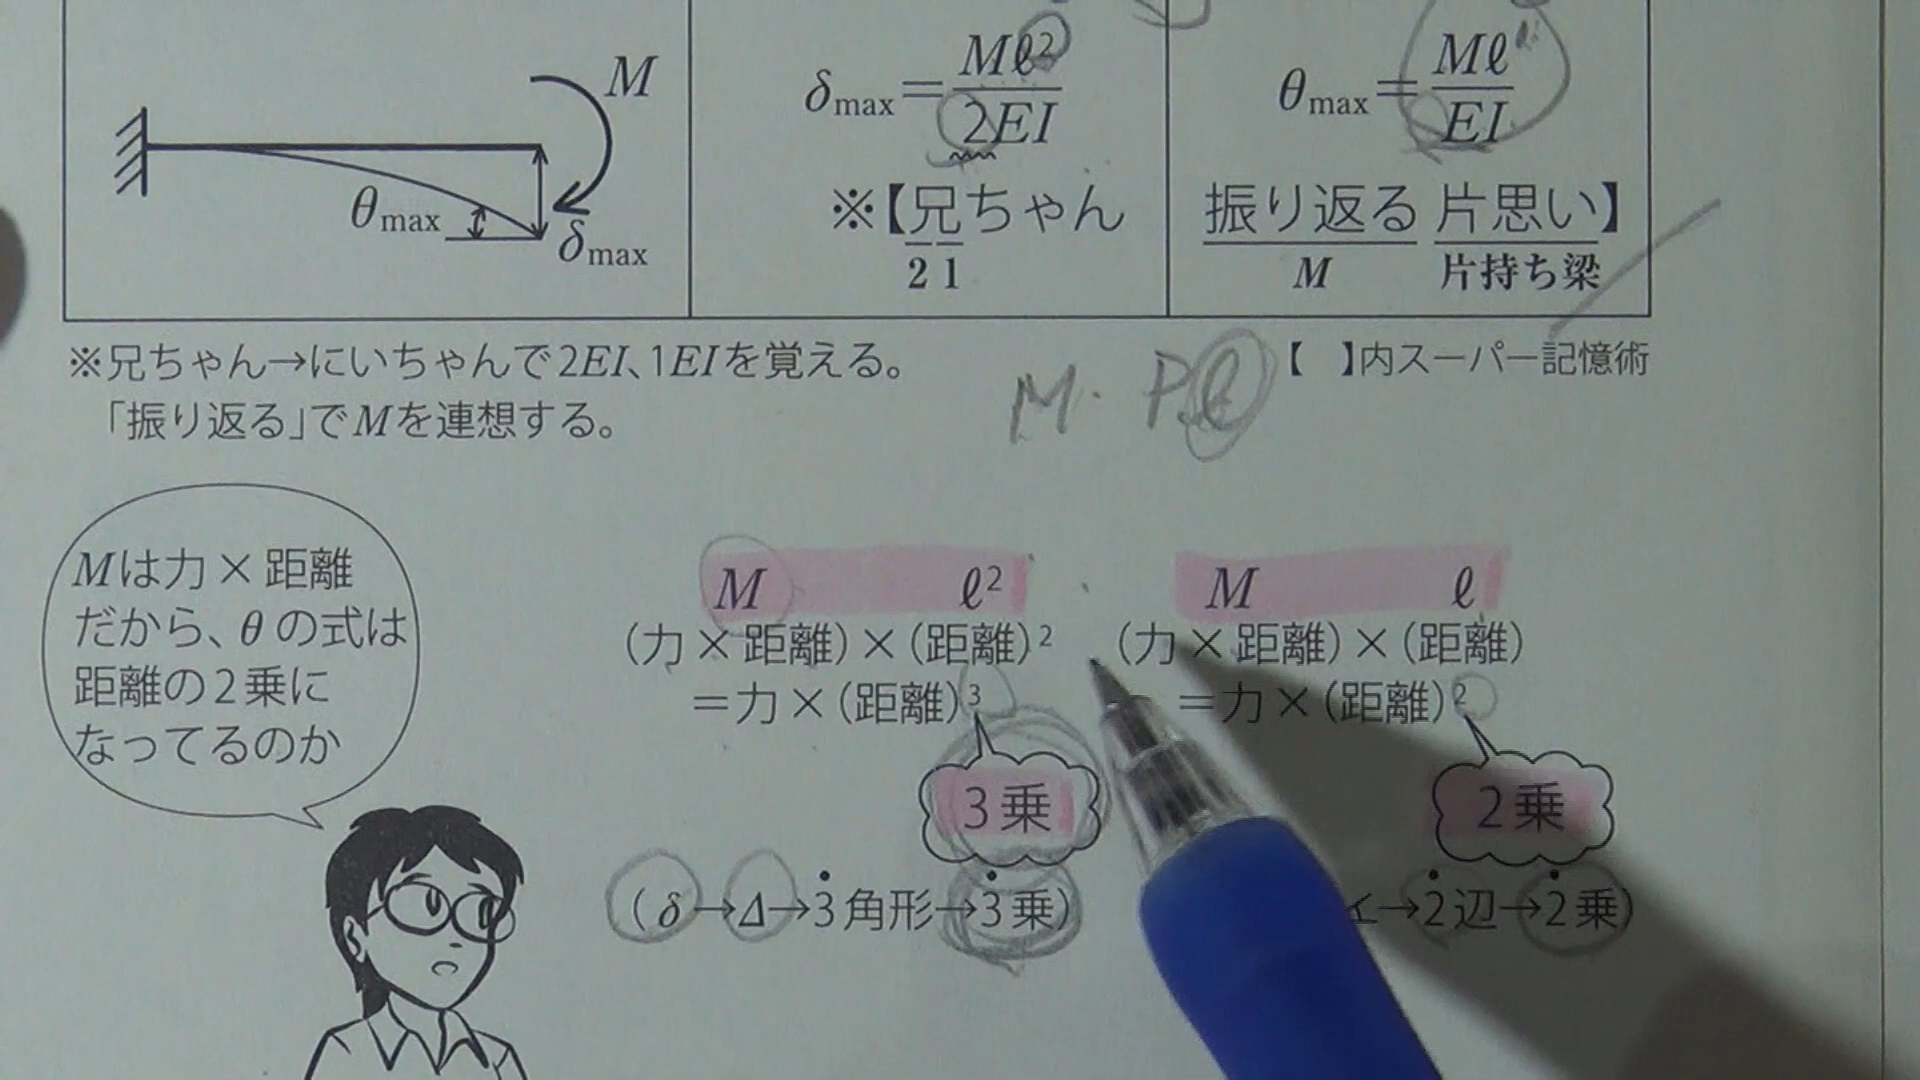 M
θmax
δmax
δmax=Mℓ²/2EI
θmax=Mℓ/EI
※【兄ちゃん 振り返る 片思い】
2 1 M 片持ち梁
※兄ちゃん→にいちゃんで2EI、1EIを覚える。
【 】内スーパー記憶術
「振り返る」でMを連想する。
M・Pℓ
Mは力×距離
だから、θの式は
距離の2乗に
なってるのか
M ℓ²
(力×距離)×(距離)²
=力×(距離)³
3乗
(δ→Δ→3角形→3乗)
M ℓ
(力×距離)×(距離)
=力×(距離)²
2乗
∠→2辺→2乗)